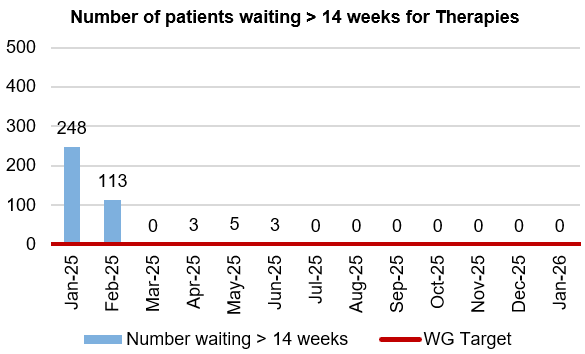 Number of patients waiting > 14 weeks for Therapies
500
400
300
200
100
0
248
113
0
3
5
3
0
0
0
0
0
0
0
Jan-25
Feb-25
Mar-25
Apr-25
May-25
Jun-25
Jul-25
Aug-25
Sep-25
Oct-25
Nov-25
Dec-25
Jan-26
Number waiting > 14 weeks
WG Target